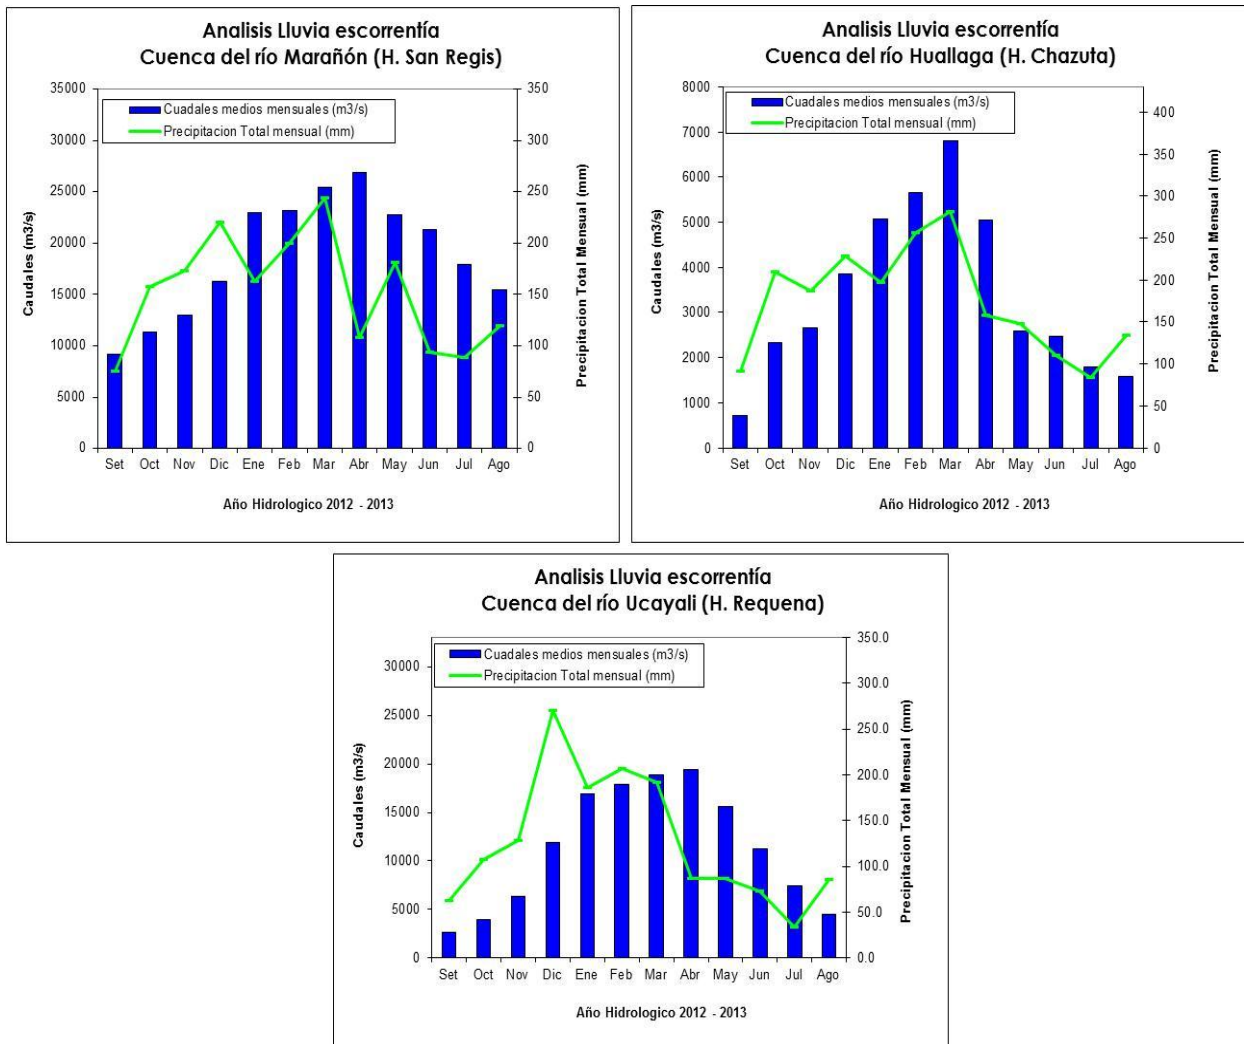 Analisis Lluvia escorrentía
Cuenca del río Marañón (H. San Regis)
35000
30000
25000
20000
15000
10000
5000
0
Caudales (m3/s)
Cuadales medios mensuales (m3/s)
Precipitacion Total mensual (mm)
350
300
250
200
150
100
50
0
Precipitación Total Mensual (mm)
Set Oct Nov Dic Ene Feb Mar Abr May Jun Jul Ago
Año Hidrologico 2012 - 2013
Analisis Lluvia escorrentía
Cuenca del río Huallaga (H. Chazuta)
8000
7000
6000
5000
4000
3000
2000
1000
0
Caudales (m3/s)
Cuadales medios mensuales (m3/s)
Precipitacion Total mensual (mm)
400
350
300
250
200
150
100
50
0
Precipitación Total Mensual (mm)
Set Oct Nov Dic Ene Feb Mar Abr May Jun Jul Ago
Año Hidrologico 2012 - 2013
Analisis Lluvia escorrentía
Cuenca del río Ucayali (H. Requena)
30000
25000
20000
15000
10000
5000
0
Caudales (m3/s)
Cuadales medios mensuales (m3/s)
Precipitacion Total mensual (mm)
350.0
300.0
250.0
200.0
150.0
100.0
50.0
0.0
Precipitación Total Mensual (mm)
Set Oct Nov Dic Ene Feb Mar Abr May Jun Jul Ago
Año Hidrologico 2012 - 2013